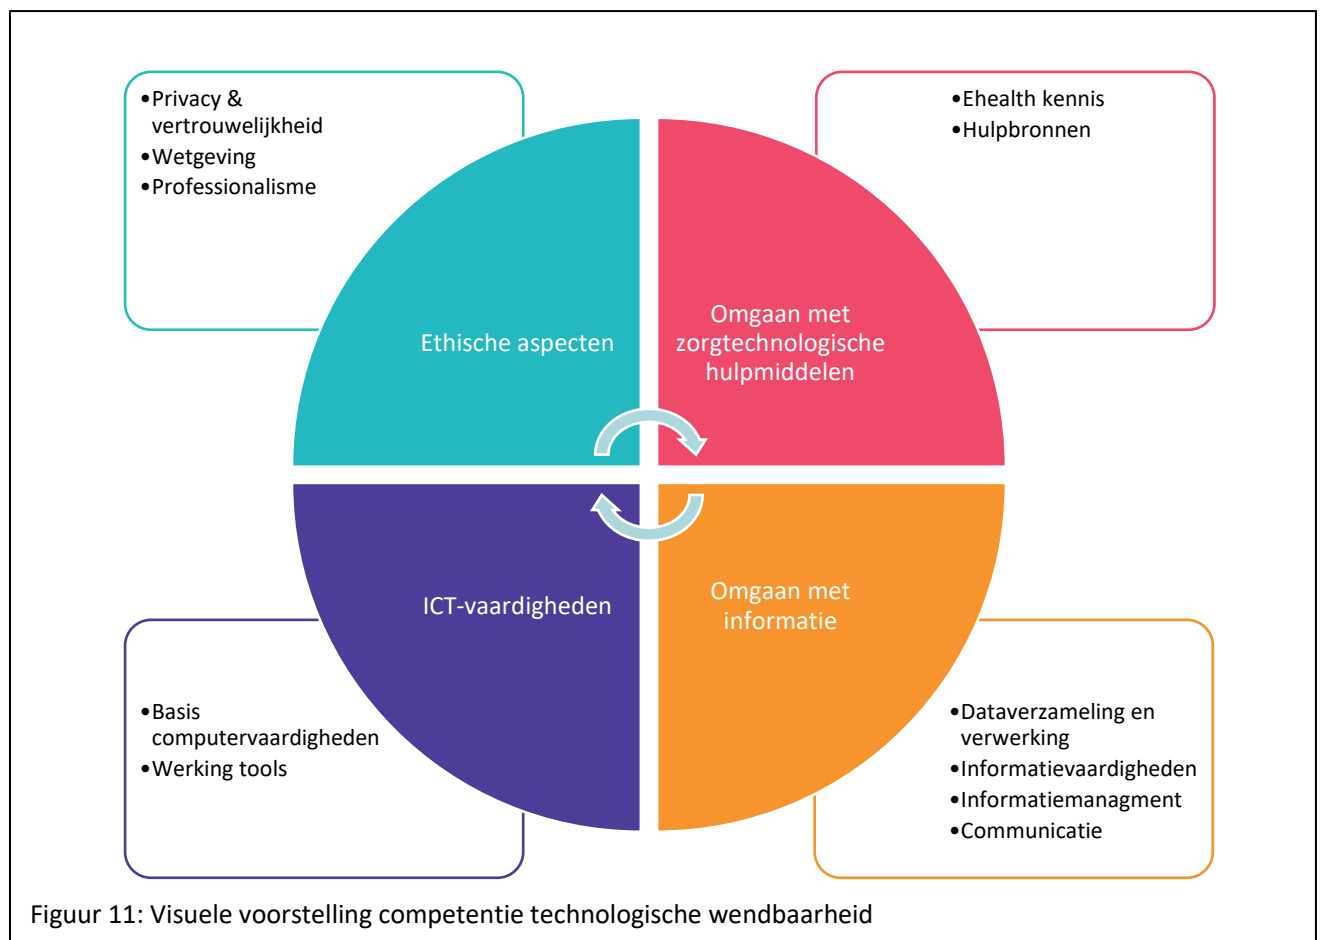 •Privacy &
vertrouwelijkheid
•Wetgeving
•Professionalisme
•Ehealth kennis
•Hulpbronnen
Ethische aspecten
Omgaan met
zorgtechnologische
hulpmiddelen
ICT-vaardigheden
Omgaan met
informatie
•Basis
computervaardigheden
•Werking tools
•Dataverzameling en
verwerking
•Informatievaardigheden
•Informatiemanagment
•Communicatie
Figuur 11: Visuele voorstelling competentie technologische wendbaarheid